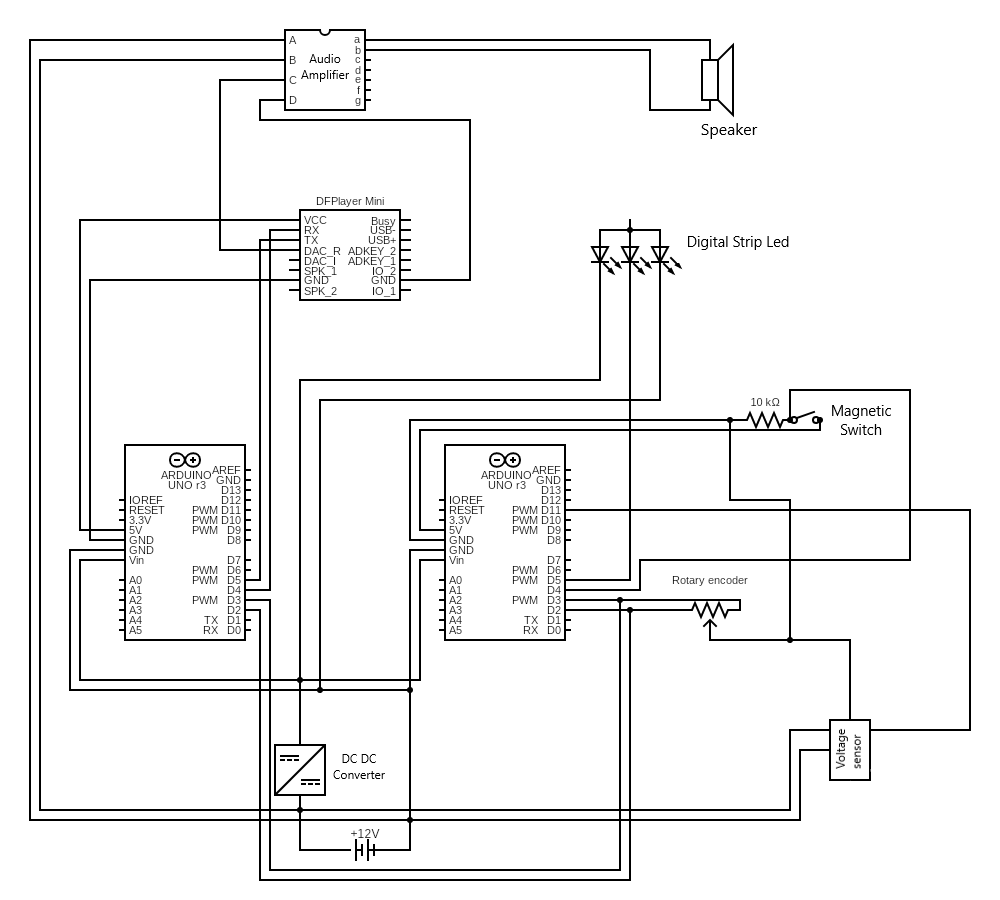 A
B
C
D
Audio
Amplifier
a
b
c
d
e
f
g
Speaker
DFPlayer Mini
VCC
RX
TX
DAC_R
DAC_I
SPK_1
GND
SPK_2
Busy
USB-
USB+
ADKEY_2
ADKEY_1
IO_2
GND
IO_1
Digital Strip Led
10 kΩ
Magnetic
Switch
ARDUINO
UNO r3
IOREF
RESET
3.3V
5V
GND
GND
Vin
A0
A1
A2
A3
A4
A5
AREF
GND
D13
D12
PWM D11
PWM D10
PWM D9
D8
D7
PWM D6
PWM D5
D4
PWM D3
D2
TX D1
RX D0
ARDUINO
UNO r3
IOREF
RESET
3.3V
5V
GND
GND
Vin
A0
A1
A2
A3
A4
A5
AREF
GND
D13
D12
PWM D11
PWM D10
PWM D9
D8
D7
PWM D6
PWM D5
D4
PWM D3
D2
TX D1
RX D0
Rotary encoder
Voltage
sensor
DC DC
Converter
+12V